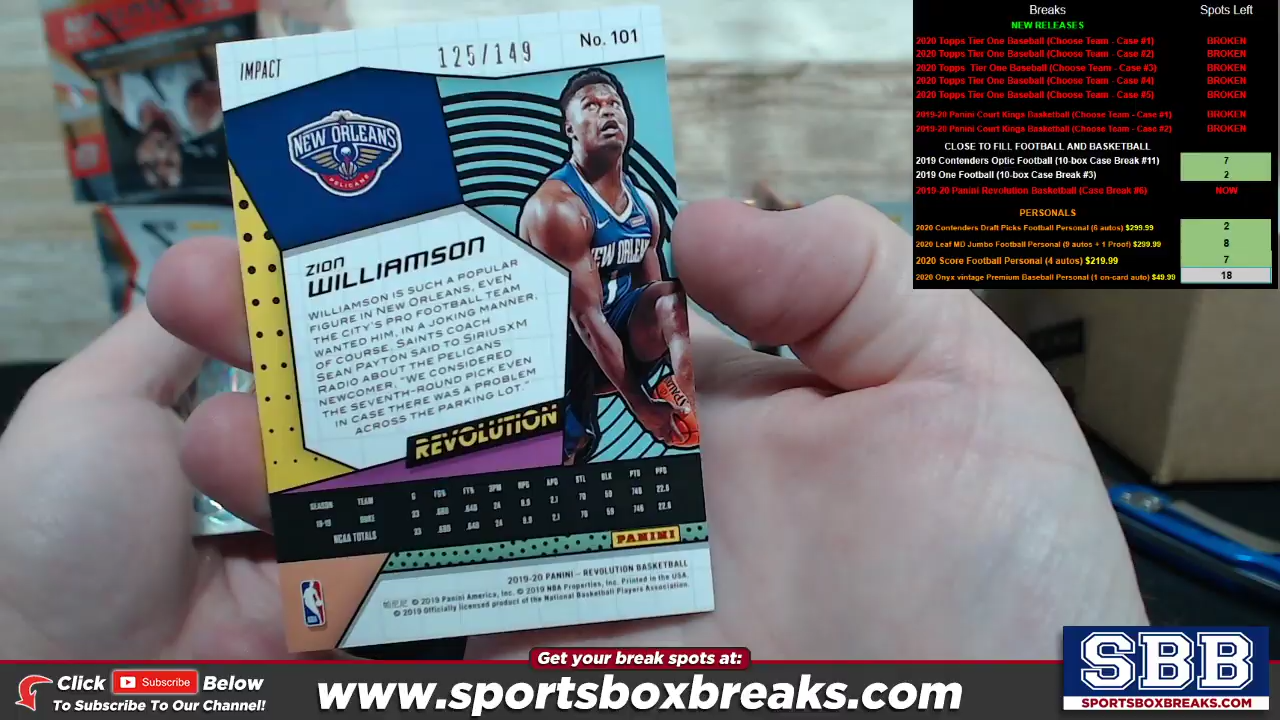 Breaks Spots Left
NEW RELEASES
2020 Topps Tier One Baseball (Choose Team - Case #1) BROKEN
2020 Topps Tier One Baseball (Choose Team - Case #2) BROKEN
2020 Topps Tier One Baseball (Choose Team - Case #3) BROKEN
2020 Topps Tier One Baseball (Choose Team - Case #4) BROKEN
2020 Topps Tier One Baseball (Choose Team - Case #5) BROKEN
2019-20 Panini Court Kings Basketball (Choose Team - Case #1) BROKEN
2019-20 Panini Court Kings Basketball (Choose Team - Case #2) BROKEN
CLOSE TO FILL FOOTBALL AND BASKETBALL
2019 Contenders Optic Football (10-box Case Break #11) 7
2019 One Football (10-box Case Break #3) 2
2019-20 Panini Revolution Basketball (Case Break #6) NOW
PERSONALS
2020 Contenders Draft Picks Football Personal (6 autos) $299.99 2
2020 Leaf MD Jumbo Football Personal (9 autos + 1 Proof) $299.99 8
2020 Score Football Personal (4 autos) $219.99 7
2020 Onyx vintage Premium Baseball Personal (1 on-card auto) $49.99 18
IMPACT 125/149 No. 101
NEW ORLEANS
PELICANS
NEW ORLEANS
1
ZION
WILLIAMSON
WILLIAMSON IS SUCH A POPULAR
FIGURE IN NEW ORLEANS, EVEN
THE CITY'S PRO FOOTBALL TEAM
WANTED HIM, IN A JOKING MANNER,
OF COURSE. SAINTS COACH
SEAN PAYTON SAID TO SIRIUSXM
RADIO ABOUT THE PELICANS
NEWCOMER, "WE CONSIDERED
THE SEVENTH-ROUND PICK EVEN
IN CASE THERE WAS A PROBLEM
ACROSS THE PARKING LOT."
REVOLUTION
SEASON TEAM G FG% FT% 3PM RPG APG STL BLK PTS PPG
18-19 DUKE 33 .680 .640 24 8.9 2.1 70 59 746 22.6
NCAA TOTALS 33 .680 .640 24 8.9 2.1 70 59 746 22.6
PANINI
2019-20 PANINI – REVOLUTION BASKETBALL
© 2019 Panini America, Inc. © 2019 NBA Properties, Inc. Printed in the USA.
© 2019 Officially licensed product of the National Basketball Players Association.
Get your break spots at:
Click Subscribe Below
To Subscribe To Our Channel!
www.sportsboxbreaks.com
SBB
SPORTSBOXBREAKS.COM